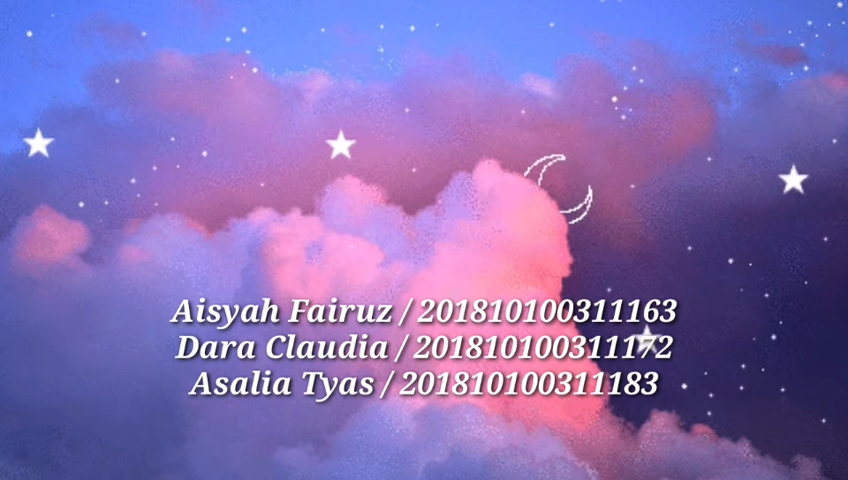 Aisyah Fairuz / 201810100311163
Dara Claudia / 201810100311172
Asalia Tyas / 201810100311183